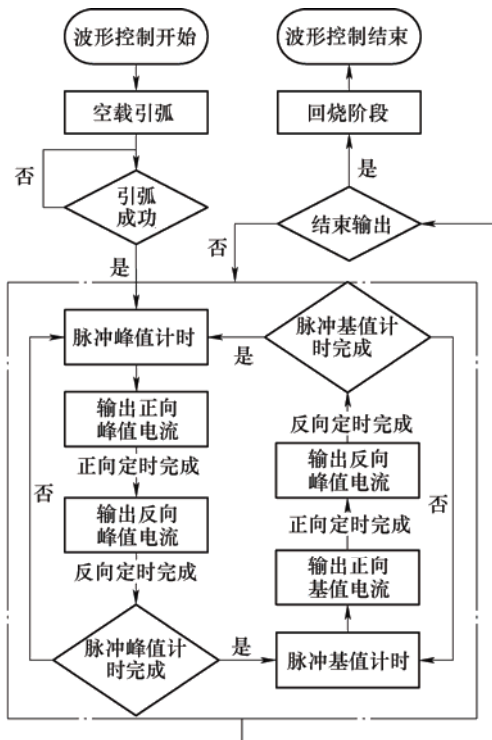 波形控制开始
空载引弧
否
引弧
成功
是
脉冲峰值计时
输出正向
峰值电流
正向定时完成
输出反向
峰值电流
反向定时完成
否
脉冲峰值计
时完成
是
波形控制结束
回烧阶段
是
结束输出
否
脉冲基值计
时完成
是
反向定时完成
输出反向
峰值电流
否
正向定时完成
输出正向
基值电流
脉冲基值计时